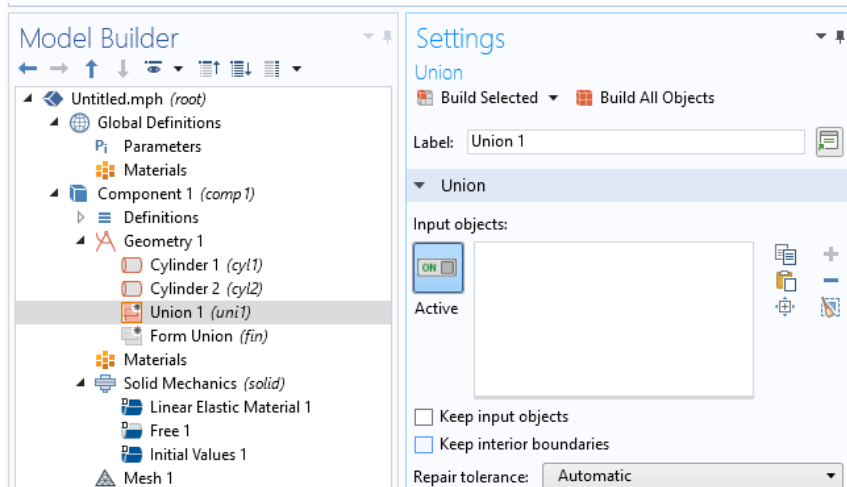 Model Builder
Untitled.mph (root)
Global Definitions
Pi Parameters
Materials
Component 1 (comp1)
Definitions
Geometry 1
Cylinder 1 (cyl1)
Cylinder 2 (cyl2)
Union 1 (uni1)
Form Union (fin)
Materials
Solid Mechanics (solid)
Linear Elastic Material 1
Free 1
Initial Values 1
Mesh 1
Settings
Union
Build Selected Build All Objects
Label: Union 1
Union
Input objects:
ON
Active
Keep input objects
Keep interior boundaries
Repair tolerance: Automatic